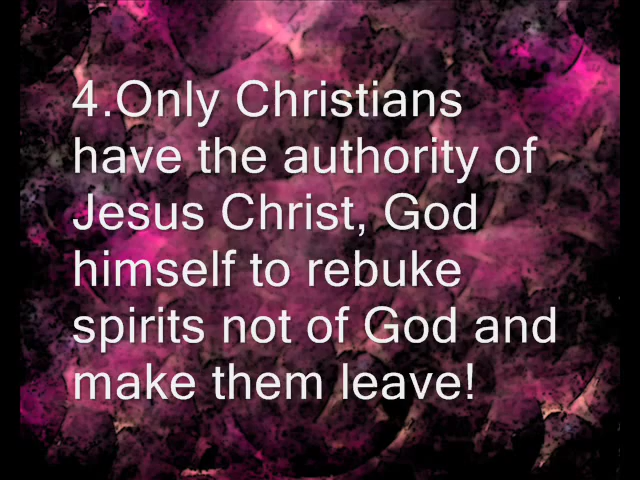 4.Only Christians
have the authority of
Jesus Christ, God
himself to rebuke
spirits not of God and
make them leave!